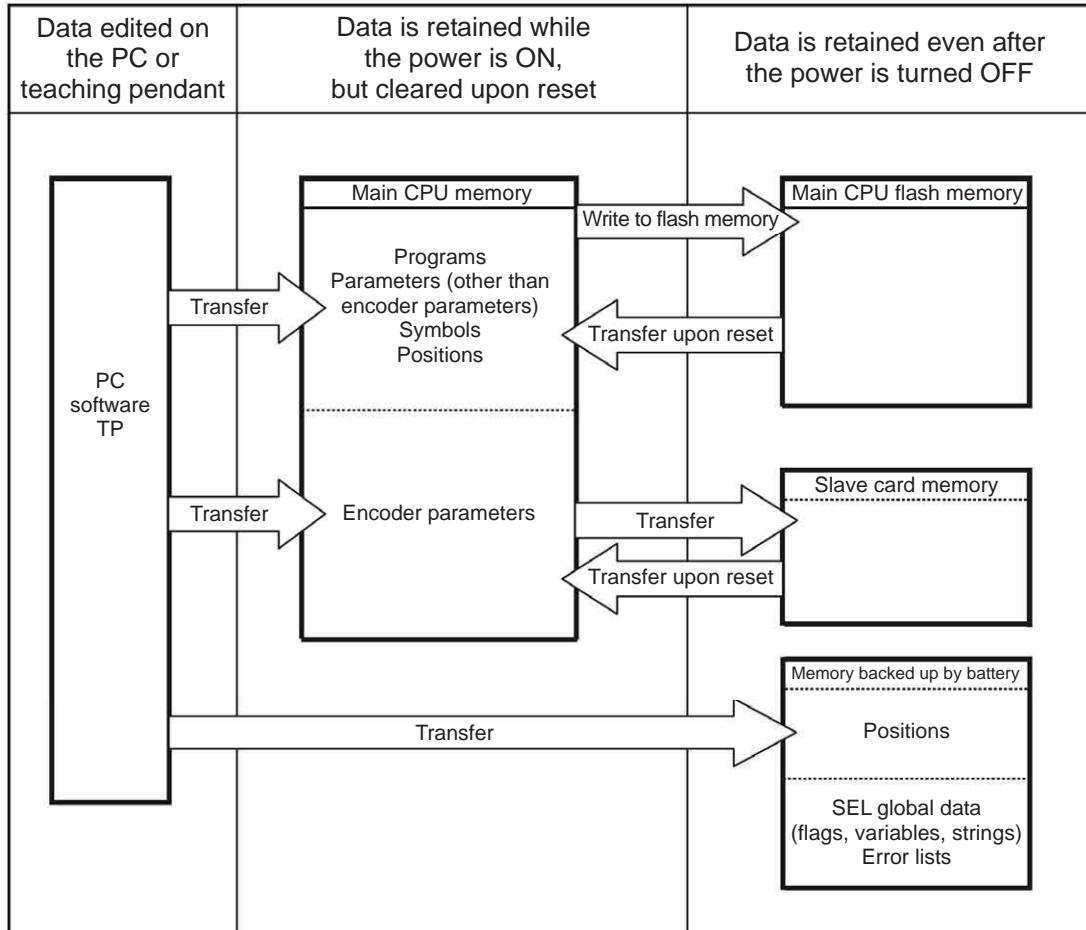 Data edited on
the PC or
teaching pendant
Data is retained while
the power is ON,
but cleared upon reset
Data is retained even after
the power is turned OFF
PC
software
TP
Transfer
Transfer
Main CPU memory
Programs
Parameters (other than
encoder parameters)
Symbols
Positions
Encoder parameters
Write to flash memory
Transfer upon reset
Main CPU flash memory
Transfer
Transfer upon reset
Slave card memory
Transfer
Memory backed up by battery
Positions
SEL global data
(flags, variables, strings)
Error lists